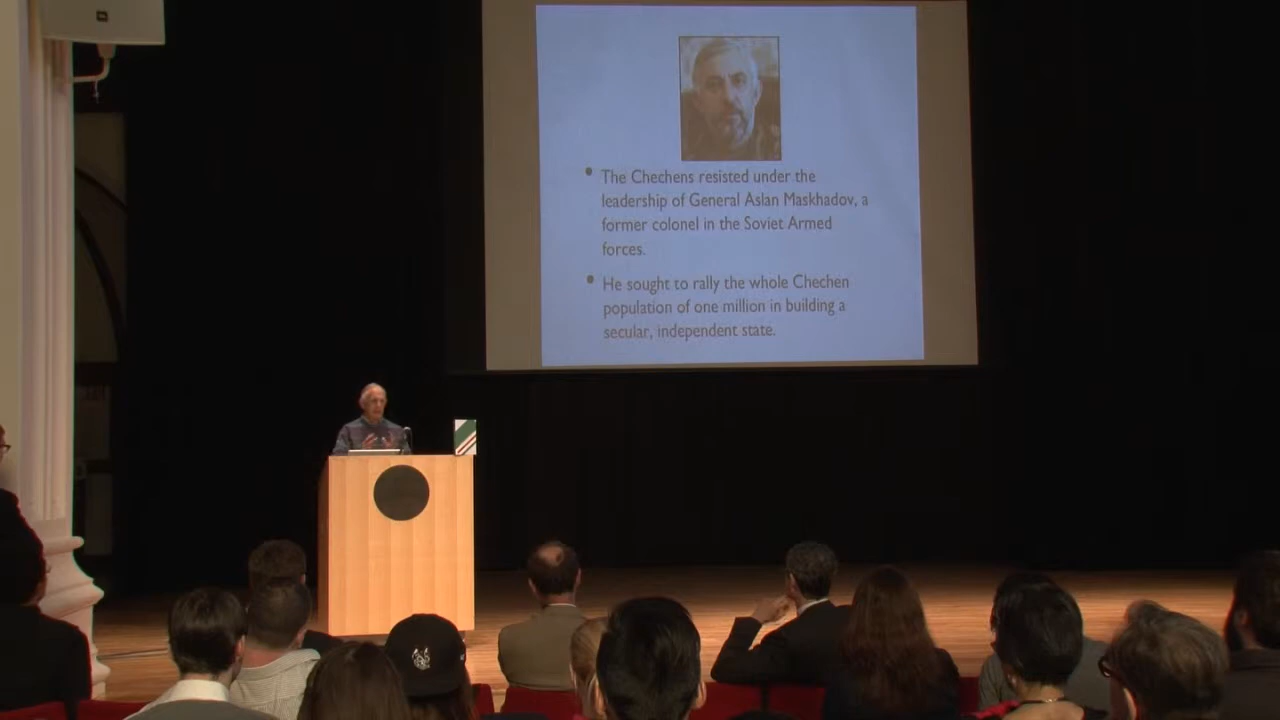 • The Chechens resisted under the
leadership of General Aslan Maskhadov, a
former colonel in the Soviet Armed
forces.
• He sought to rally the whole Chechen
population of one million in building a
secular, independent state.